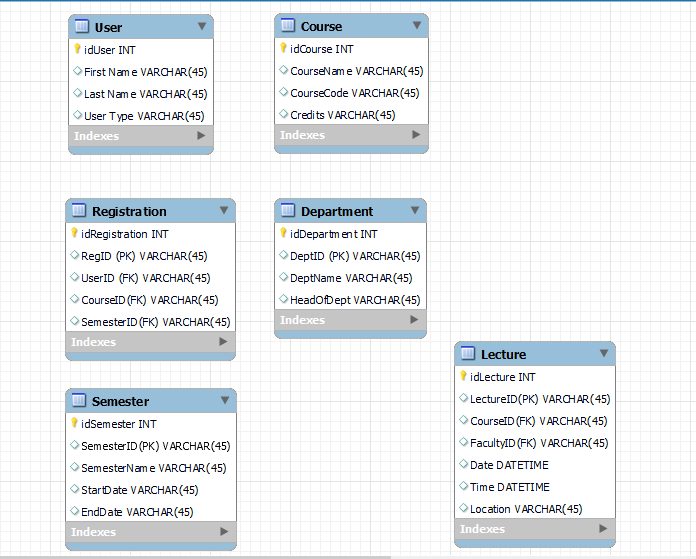 User
idUser INT
First Name VARCHAR(45)
Last Name VARCHAR(45)
User Type VARCHAR(45)
Indexes
Course
idCourse INT
CourseName VARCHAR(45)
CourseCode VARCHAR(45)
Credits VARCHAR(45)
Indexes
Registration
idRegistration INT
RegID (PK) VARCHAR(45)
UserID (FK) VARCHAR(45)
CourseID(FK) VARCHAR(45)
SemesterID(FK) VARCHAR(45)
Indexes
Department
idDepartment INT
DeptID (PK) VARCHAR(45)
DeptName VARCHAR(45)
HeadOfDept VARCHAR(45)
Indexes
Semester
idSemester INT
SemesterID(PK) VARCHAR(45)
SemesterName VARCHAR(45)
StartDate VARCHAR(45)
EndDate VARCHAR(45)
Indexes
Lecture
idLecture INT
LectureID(PK) VARCHAR(45)
CourseID(FK) VARCHAR(45)
FacultyID(FK) VARCHAR(45)
Date DATETIME
Time DATETIME
Location VARCHAR(45)
Indexes